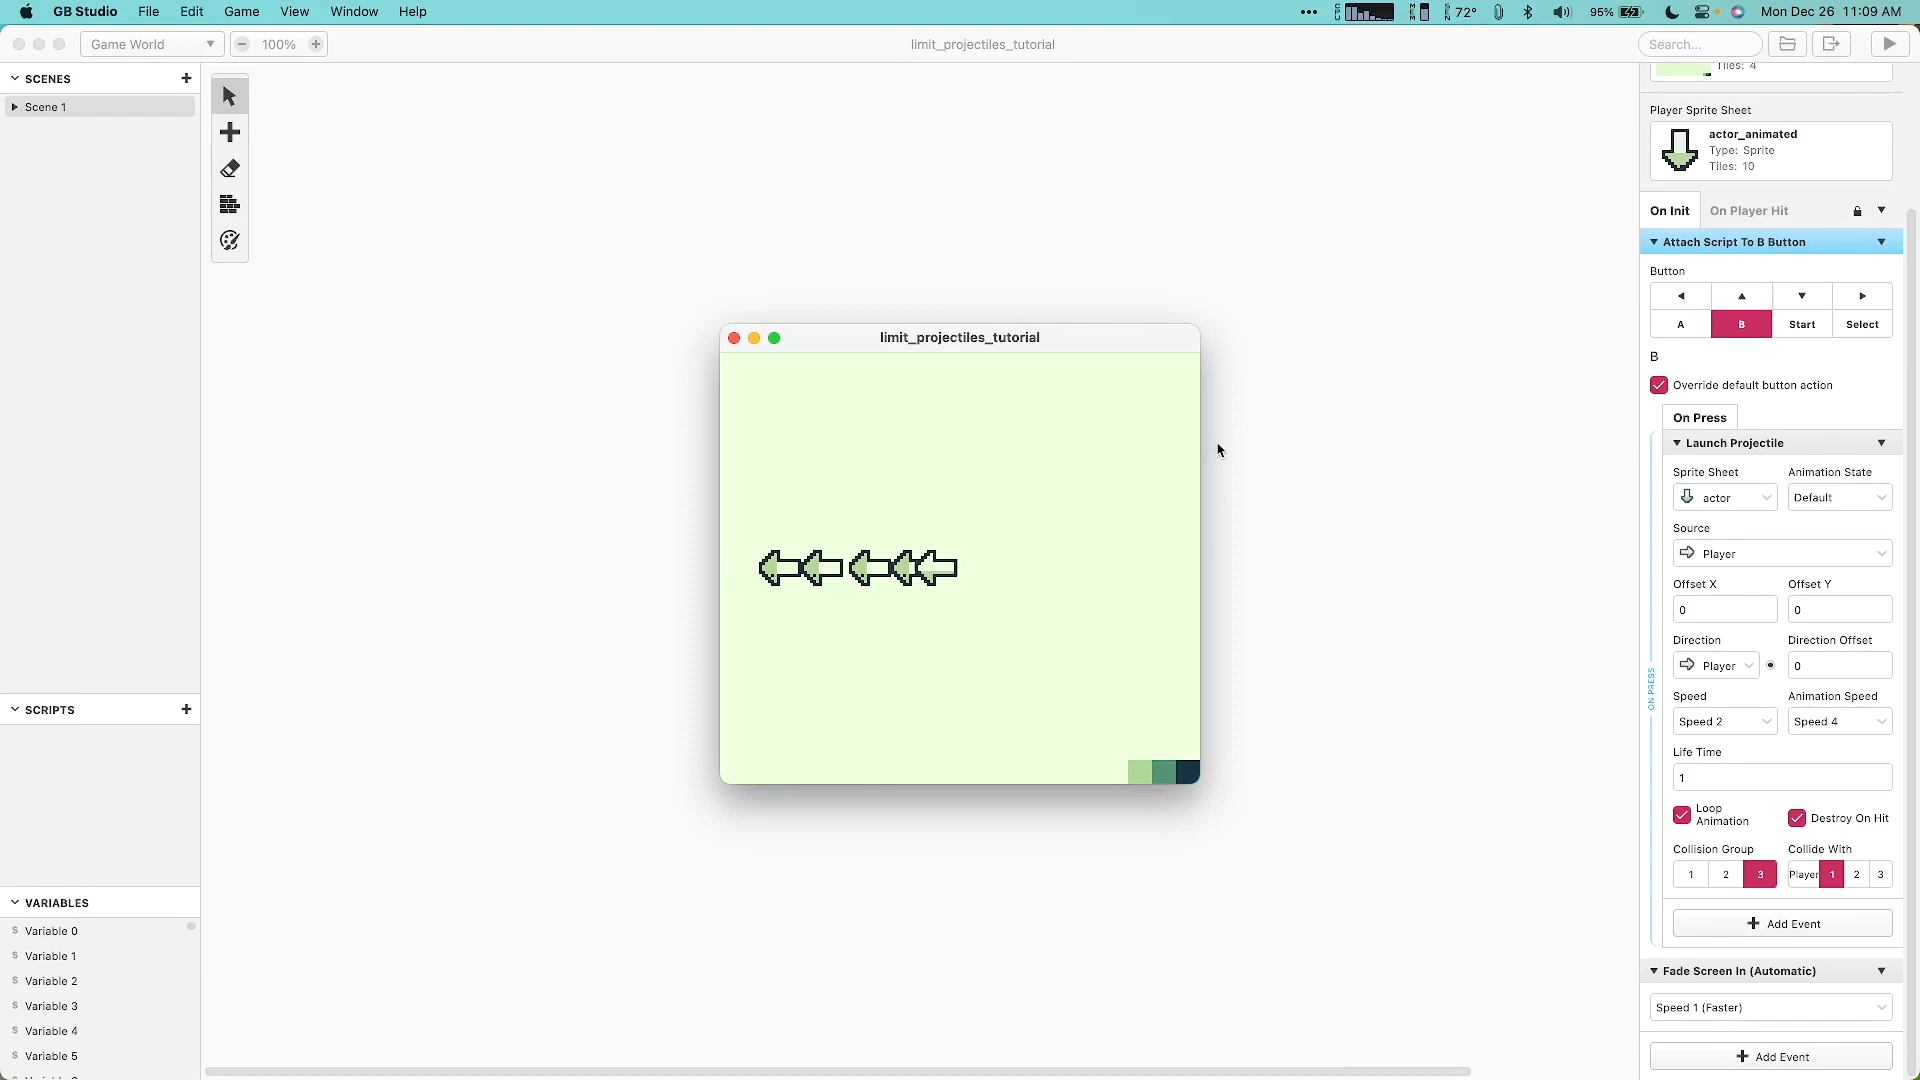 GB Studio File Edit Game View Window Help
72° 95% Mon Dec 26 11:09 AM
Game World 100% limit_projectiles_tutorial Search...
SCENES
Scene 1
SCRIPTS
VARIABLES
$ Variable 0
$ Variable 1
$ Variable 2
$ Variable 3
$ Variable 4
$ Variable 5
limit_projectiles_tutorial
Tiles: 4
Player Sprite Sheet
actor_animated
Type: Sprite
Tiles: 10
On Init On Player Hit
Attach Script To B Button
Button
A B Start Select
B
Override default button action
On Press
ON PRESS
Launch Projectile
Sprite Sheet Animation State
actor Default
Source
Player
Offset X Offset Y
0 0
Direction Direction Offset
Player 0
Speed Animation Speed
Speed 2 Speed 4
Life Time
1
Loop Animation Destroy On Hit
Collision Group Collide With
1 2 3 Player 1 2 3
Add Event
Fade Screen In (Automatic)
Speed 1 (Faster)
Add Event